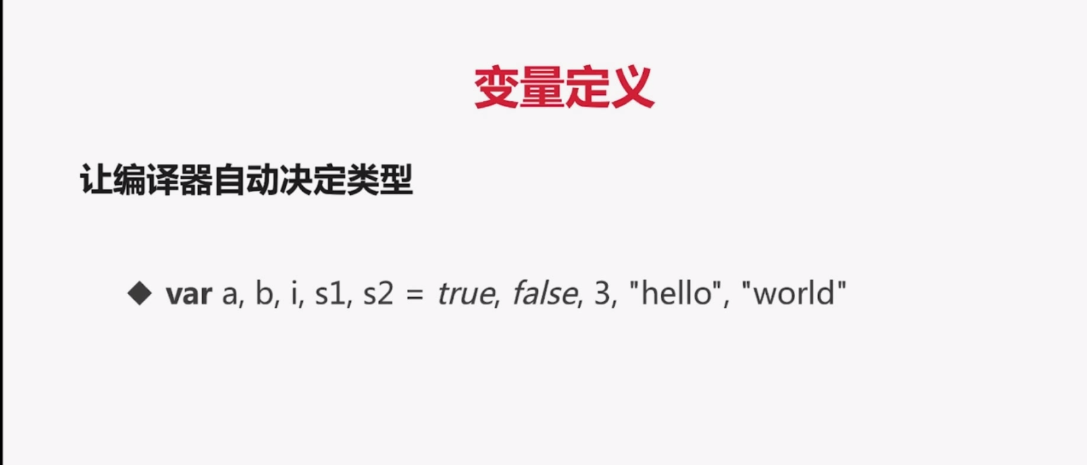 变量定义
让编译器自动决定类型
◆ var a, b, i, s1, s2 = true, false, 3, "hello", "world"